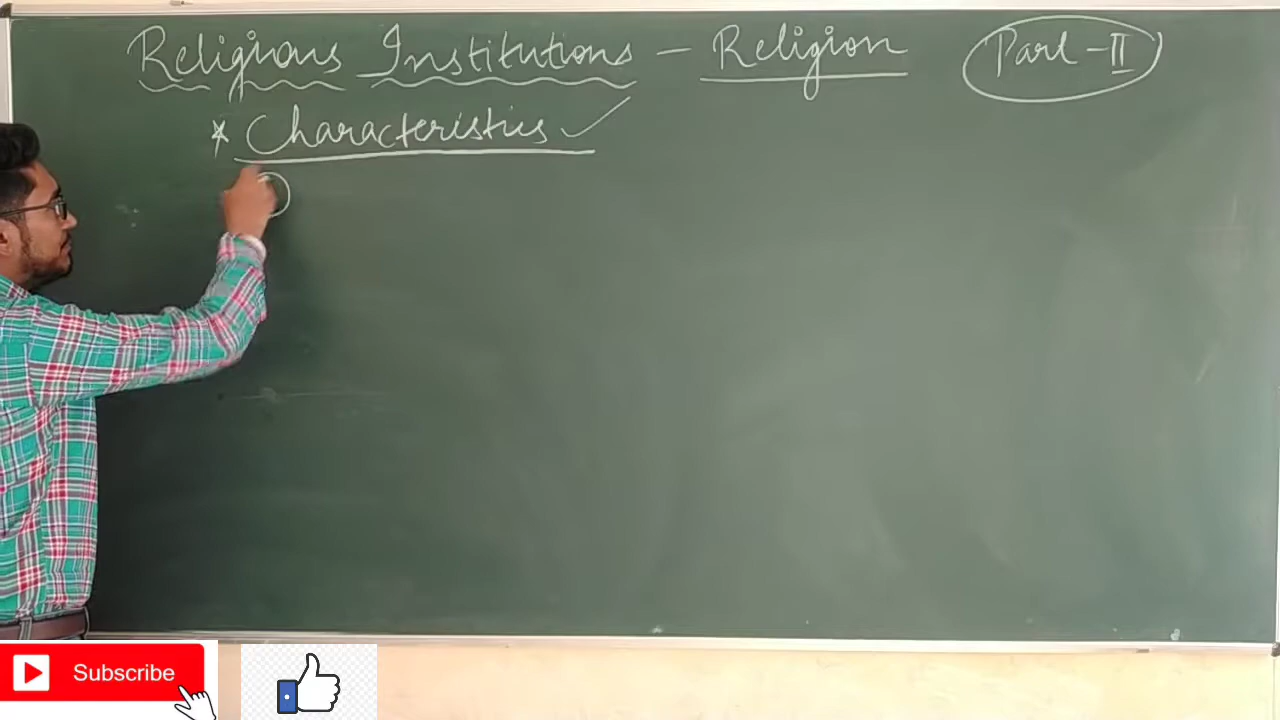 Religious Institutions - Religion Part-II
* Characteristics ✓
Subscribe